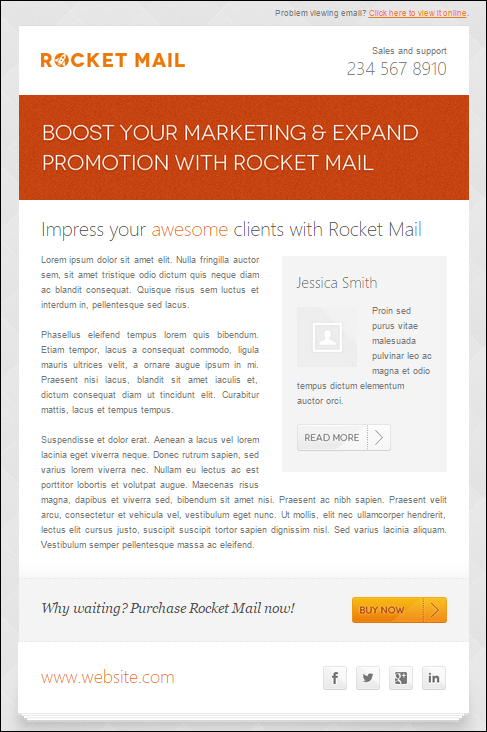 Problem viewing email? Click here to view it online.
ROCKET MAIL
Sales and support
234 567 8910
BOOST YOUR MARKETING & EXPAND
PROMOTION WITH ROCKET MAIL
Impress your awesome clients with Rocket Mail
Lorem ipsum dolor sit amet elit. Nulla fringilla auctor
sem, sit amet tristique odio dictum quis neque diam
ac blandit consequat. Quisque risus sem luctus et
interdum in, pellentesque sed lacus.
Phasellus eleifend tempus lorem quis bibendum.
Etiam tempor, lacus a consequat commodo, ligula
mauris ultrices velit, a ornare augue ipsum in mi.
Praesent nisi lacus, blandit sit amet iaculis et,
dictum consequat diam ut tincidunt elit. Curabitur
mattis, lacus et tempus tempus.
Suspendisse et dolor erat. Aenean a lacus vel lorem
lacinia eget viverra neque. Donec rutrum sapien, sed
varius lorem viverra nec. Nullam eu lectus ac est
porttitor lobortis et volutpat augue. Maecenas risus
magna, dapibus et viverra sed, bibendum sit amet nisi. Praesent ac nibh sapien. Praesent velit
arcu, consectetur et vehicula vel, vestibulum eget nunc. Ut mollis, elit nec ullamcorper hendrerit,
lectus elit cursus justo, suscipit suscipit tortor sapien dignissim nisl. Sed varius lacinia aliquam.
Vestibulum semper pellentesque massa ac eleifend.
Jessica Smith
Proin sed
purus vitae
malesuada
pulvinar leo ac
magna et odio
tempus dictum elementum
auctor orci.
READ MORE
Why waiting? Purchase Rocket Mail now!
BUY NOW
www.website.com